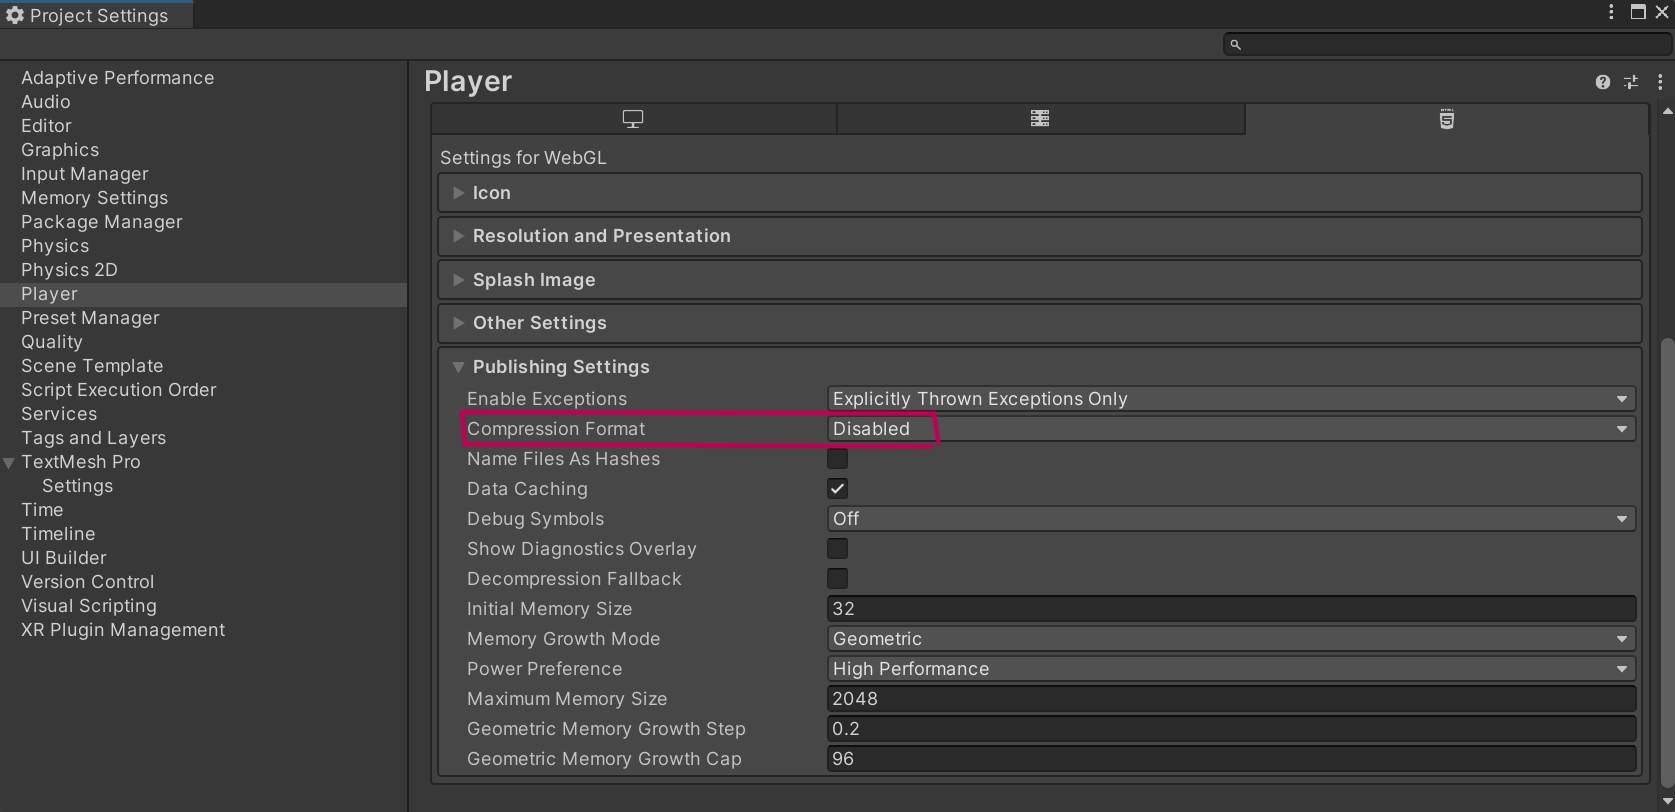 Project Settings
Adaptive Performance
Audio
Editor
Graphics
Input Manager
Memory Settings
Package Manager
Physics
Physics 2D
Player
Preset Manager
Quality
Scene Template
Script Execution Order
Services
Tags and Layers
TextMesh Pro
Settings
Time
Timeline
UI Builder
Version Control
Visual Scripting
XR Plugin Management
Player
Settings for WebGL
Icon
Resolution and Presentation
Splash Image
Other Settings
Publishing Settings
Enable Exceptions Explicitly Thrown Exceptions Only
Compression Format Disabled
Name Files As Hashes
Data Caching
Debug Symbols Off
Show Diagnostics Overlay
Decompression Fallback
Initial Memory Size 32
Memory Growth Mode Geometric
Power Preference High Performance
Maximum Memory Size 2048
Geometric Memory Growth Step 0.2
Geometric Memory Growth Cap 96